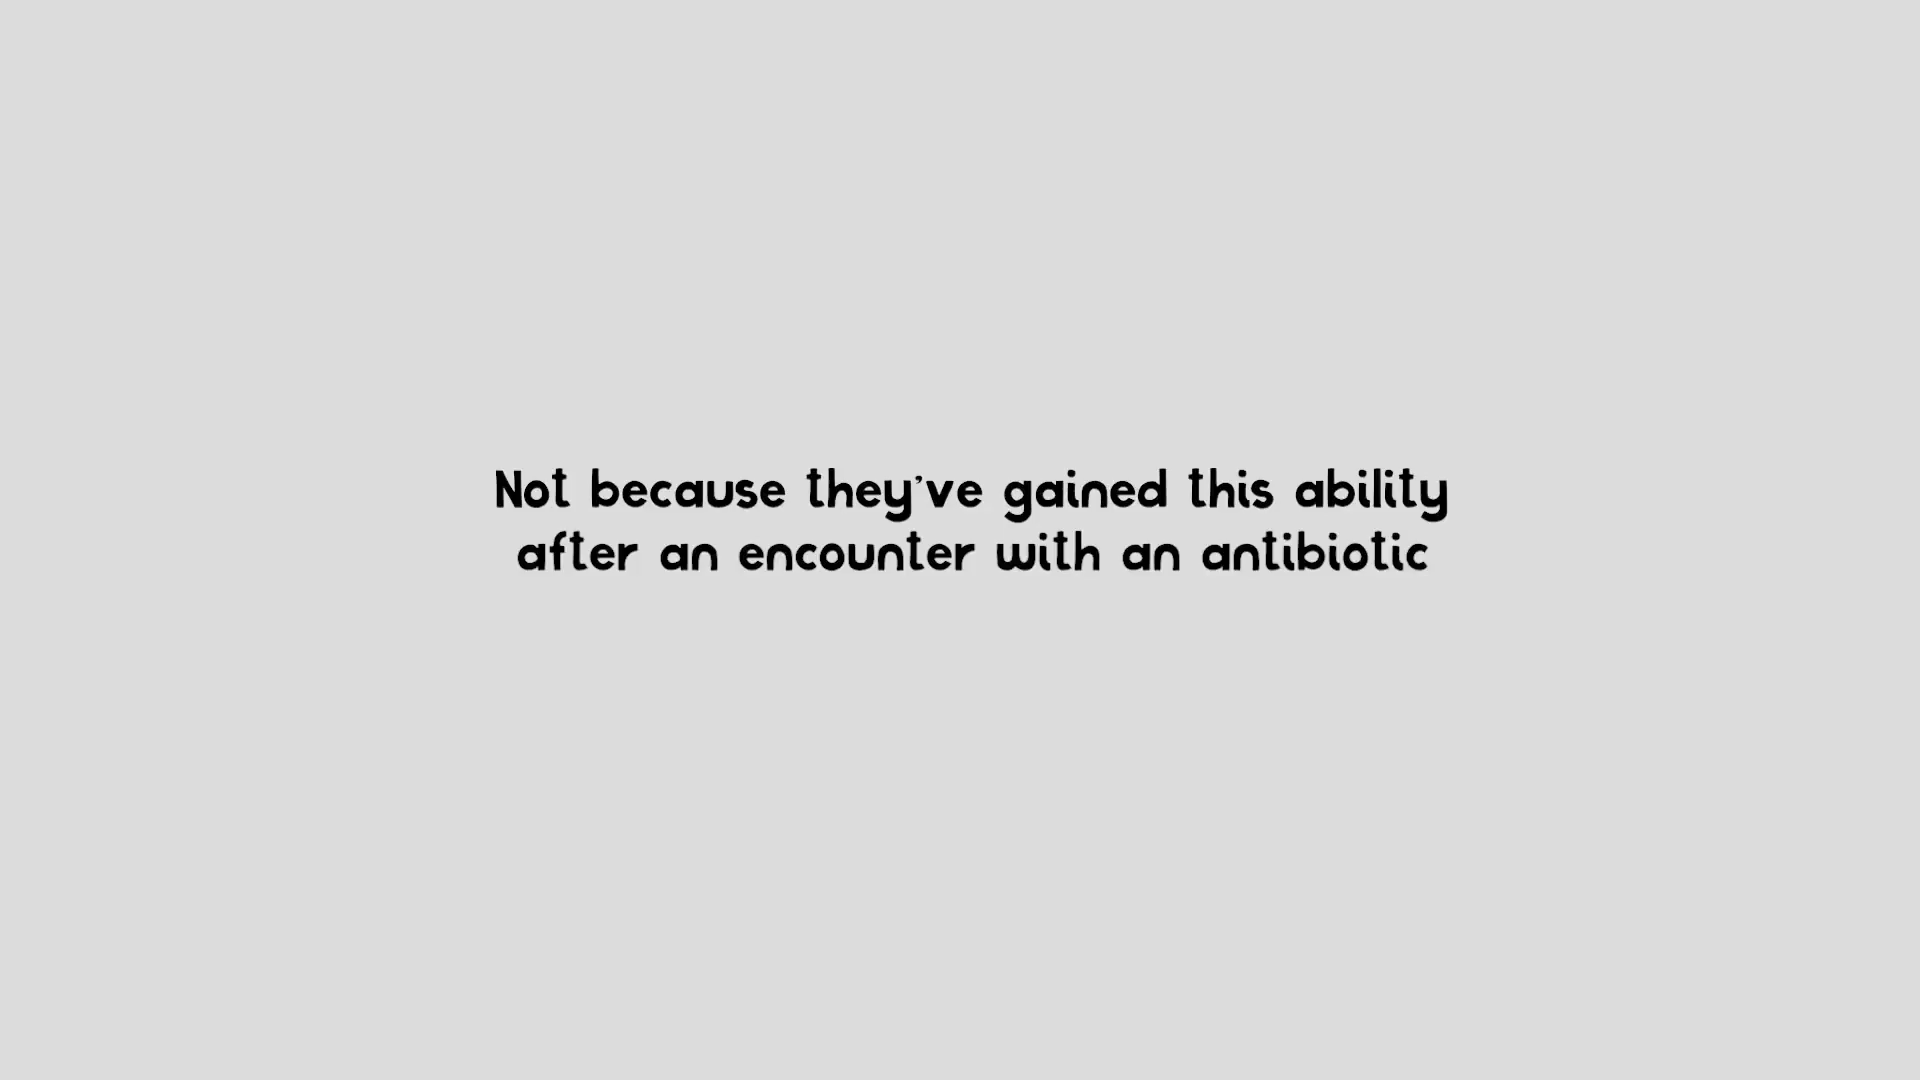 Not because they've gained this ability
after an encounter with an antibiotic